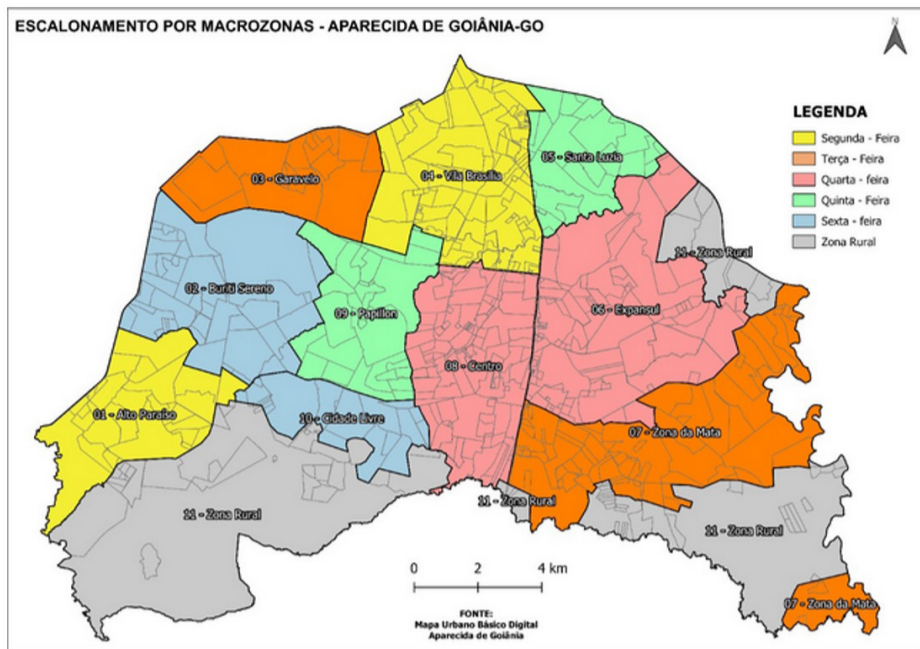 ESCALONAMENTO POR MACROZONAS - APARECIDA DE GOIÂNIA-GO
N
LEGENDA
Segunda - Feira
Terça - Feira
Quarta - feira
Quinta - Feira
Sexta - feira
Zona Rural
05 - Santa Luzia
04 - Vila Brasília
03 - Garavelo
11 - Zona Rural
02 - Buriti Sereno
06 - Expansul
09 - Papillon
08 - Centro
01 - Alto Paraíso
10 - Cidade Livre
07 - Zona da Mata
11 - Zona Rural
11 - Zona Rural
11 - Zona Rural
0 2 4 km
07 - Zona da Mata
FONTE:
Mapa Urbano Básico Digital
Aparecida de Goiânia